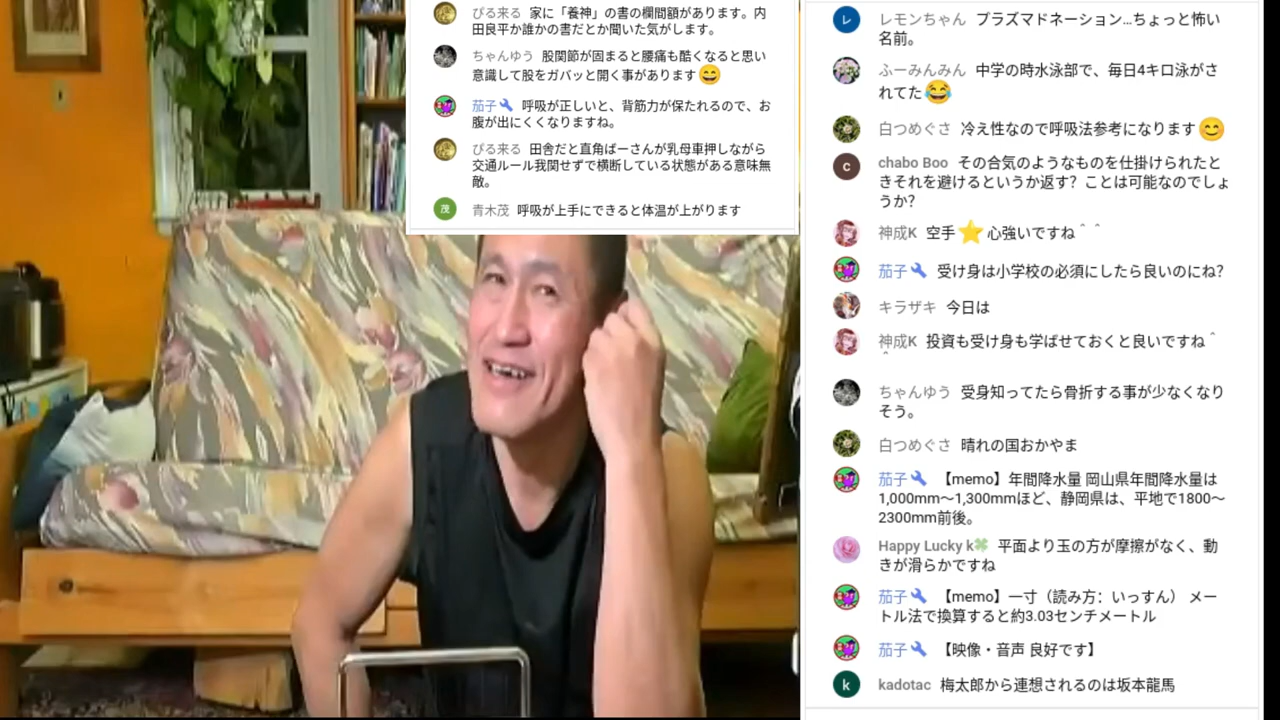 ぴる来る 家に「養神」の書の欄間額があります。内
田良平か誰かの書だとか聞いた気がします。
ちゃんゆう 股関節が固まると腰痛も酷くなると思い
意識して股をガバッと開く事があります😄
茄子🔧 呼吸が正しいと、背筋力が保たれるので、お
腹が出にくくなりますね。
ぴる来る 田舎だと直角ばーさんが乳母車押しながら
交通ルール我関せずで横断している状態がある意味無
敵。
茂
青木茂 呼吸が上手にできると体温が上がります
レ
レモンちゃん プラズマドネーション…ちょっと怖い
名前。
ふーみんみん 中学の時水泳部で、毎日4キロ泳がさ
れてた😂
白つめぐさ 冷え性なので呼吸法参考になります😊
c
chabo Boo その合気のようなものを仕掛けられたと
きそれを避けるというか返す？ことは可能なのでしょ
うか？
神成K 空手⭐心強いですね＾＾
茄子🔧 受け身は小学校の必須にしたら良いのにね？
キラザキ 今日は
神成K 投資も受け身も学ばせておくと良いですね＾
＾
ちゃんゆう 受身知ってたら骨折する事が少なくなり
そう。
白つめぐさ 晴れの国おかやま
茄子🔧 【memo】年間降水量 岡山県年間降水量は
1,000mm〜1,300mmほど、静岡県は、平地で1800〜
2300mm前後。
Happy Lucky k🍀 平面より玉の方が摩擦がなく、動
きが滑らかですね
茄子🔧 【memo】一寸（読み方：いっすん） メー
トル法で換算すると約3.03センチメートル
茄子🔧 【映像・音声 良好です】
k
kadotac 梅太郎から連想されるのは坂本龍馬